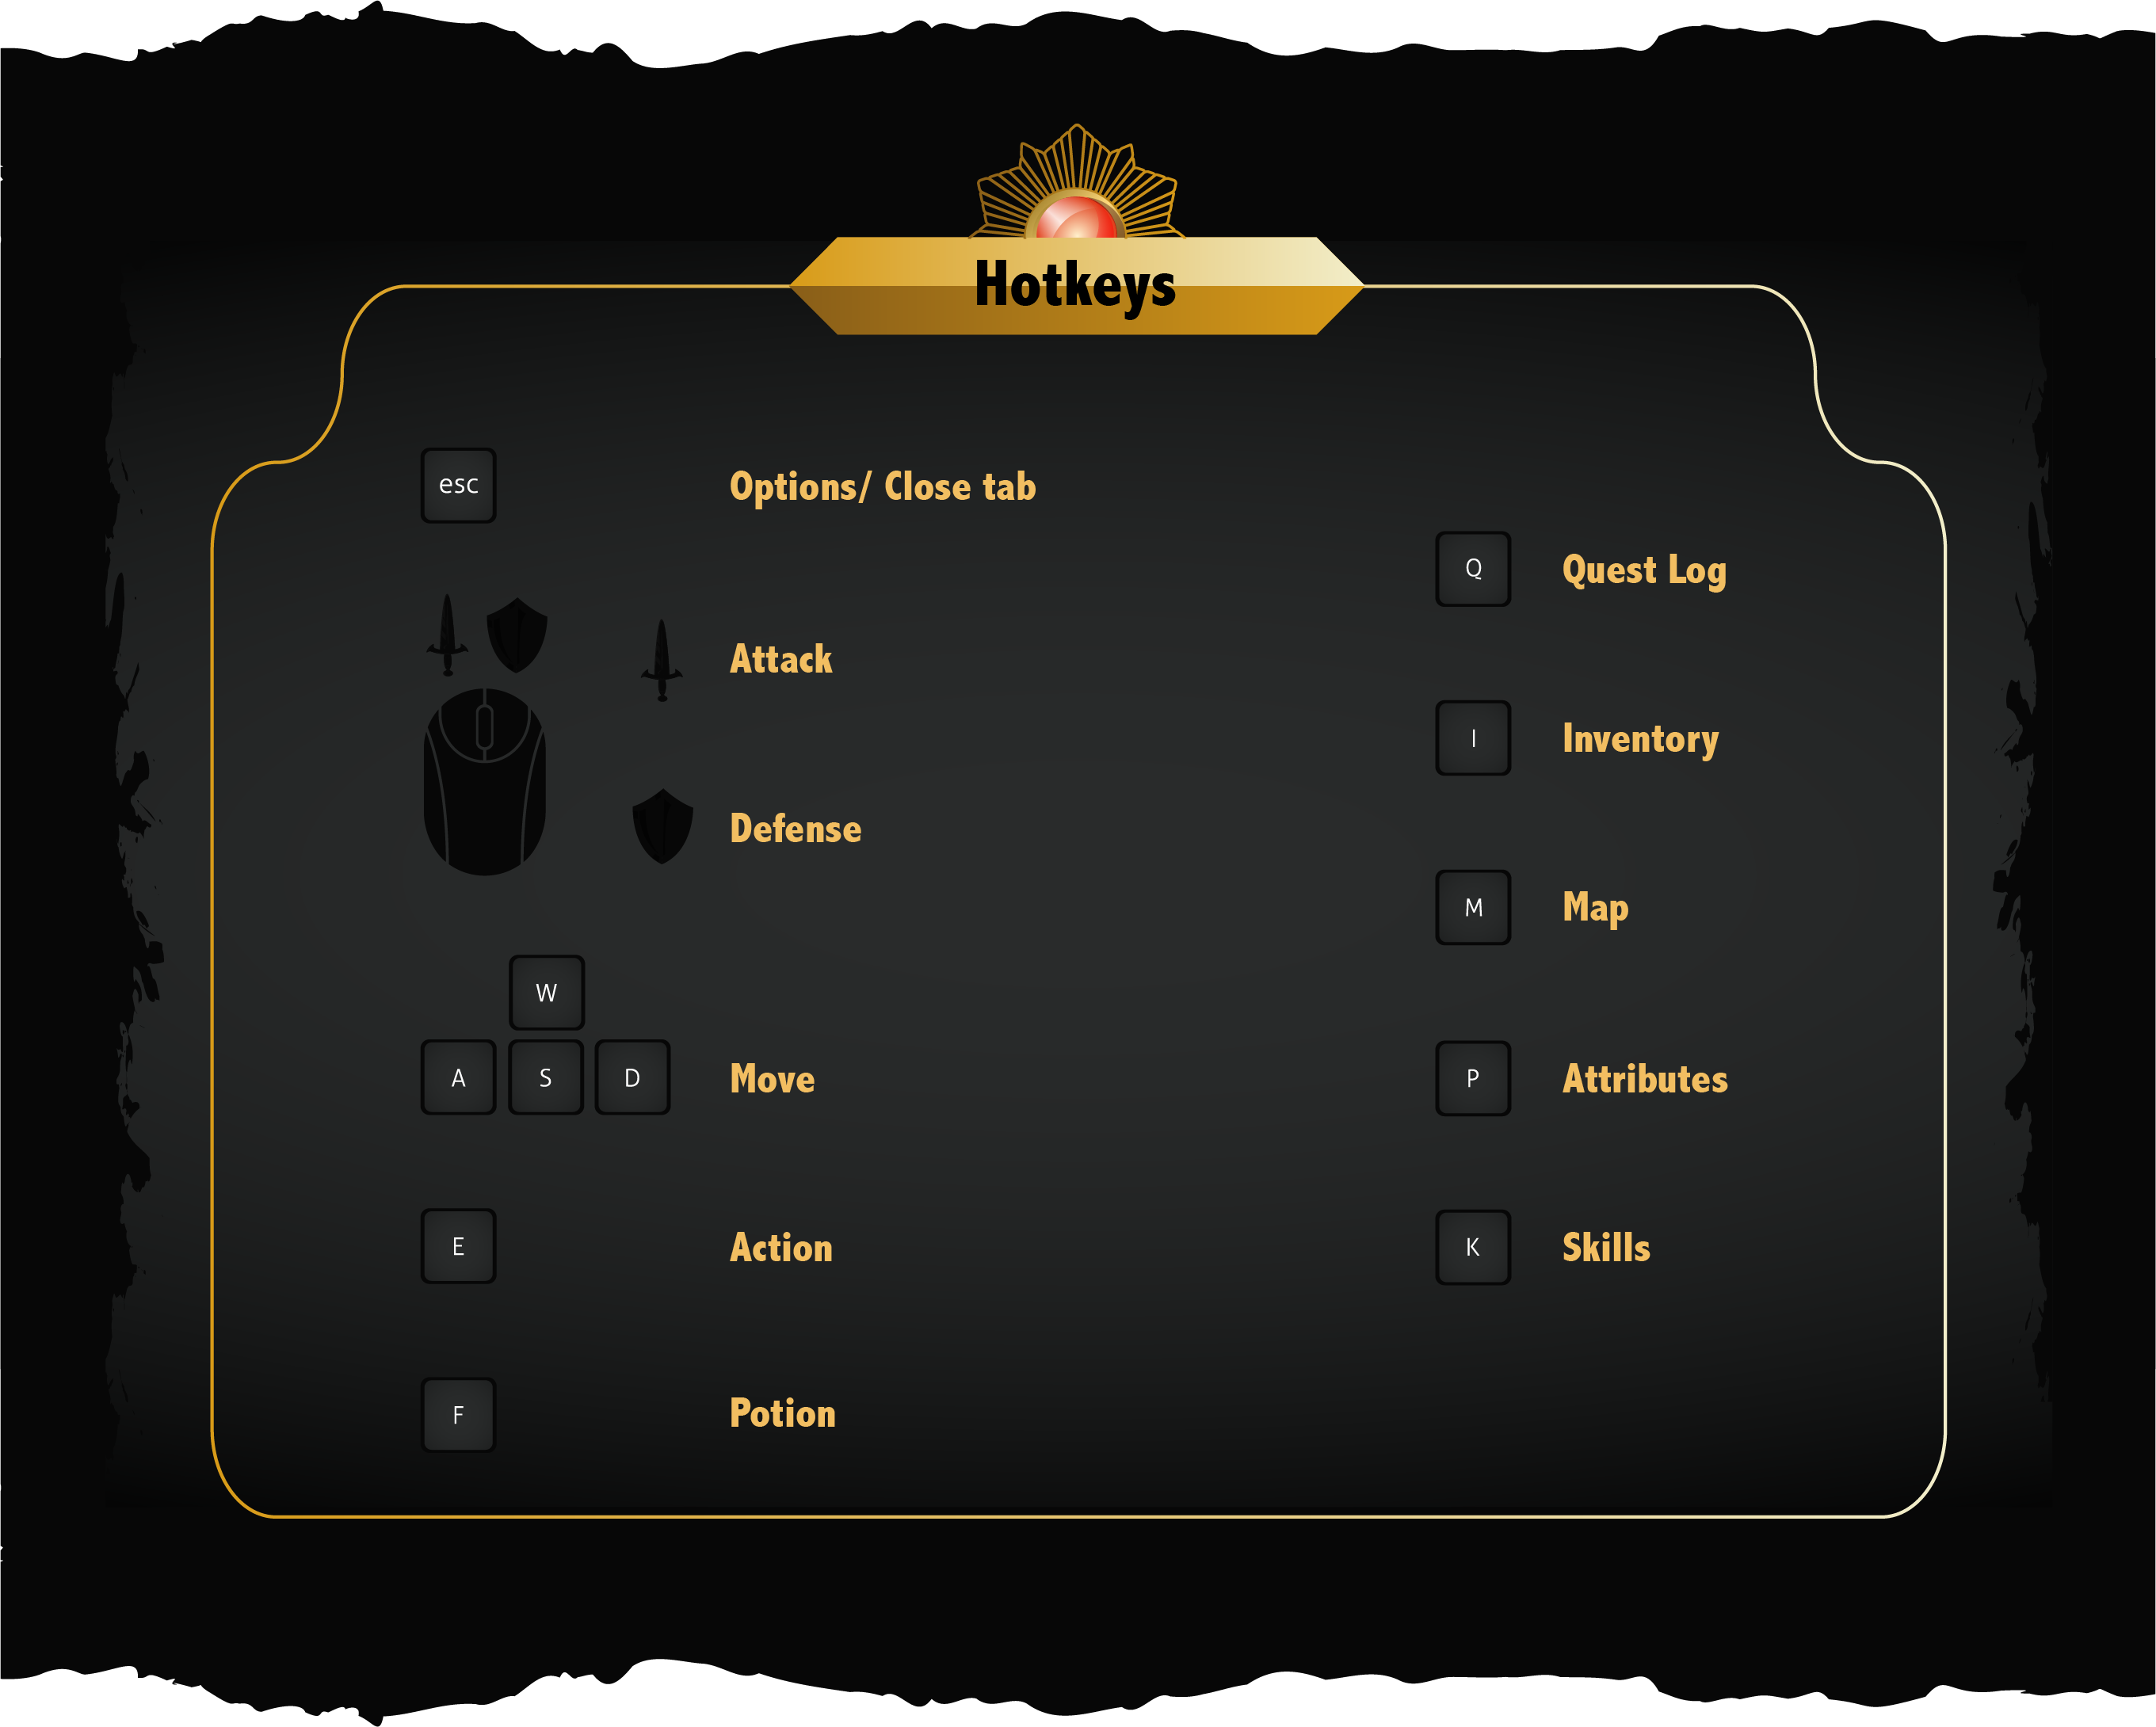 Hotkeys
esc Options/ Close tab
Attack
Defense
W
A S D Move
E Action
F Potion
Q Quest Log
I Inventory
M Map
P Attributes
K Skills